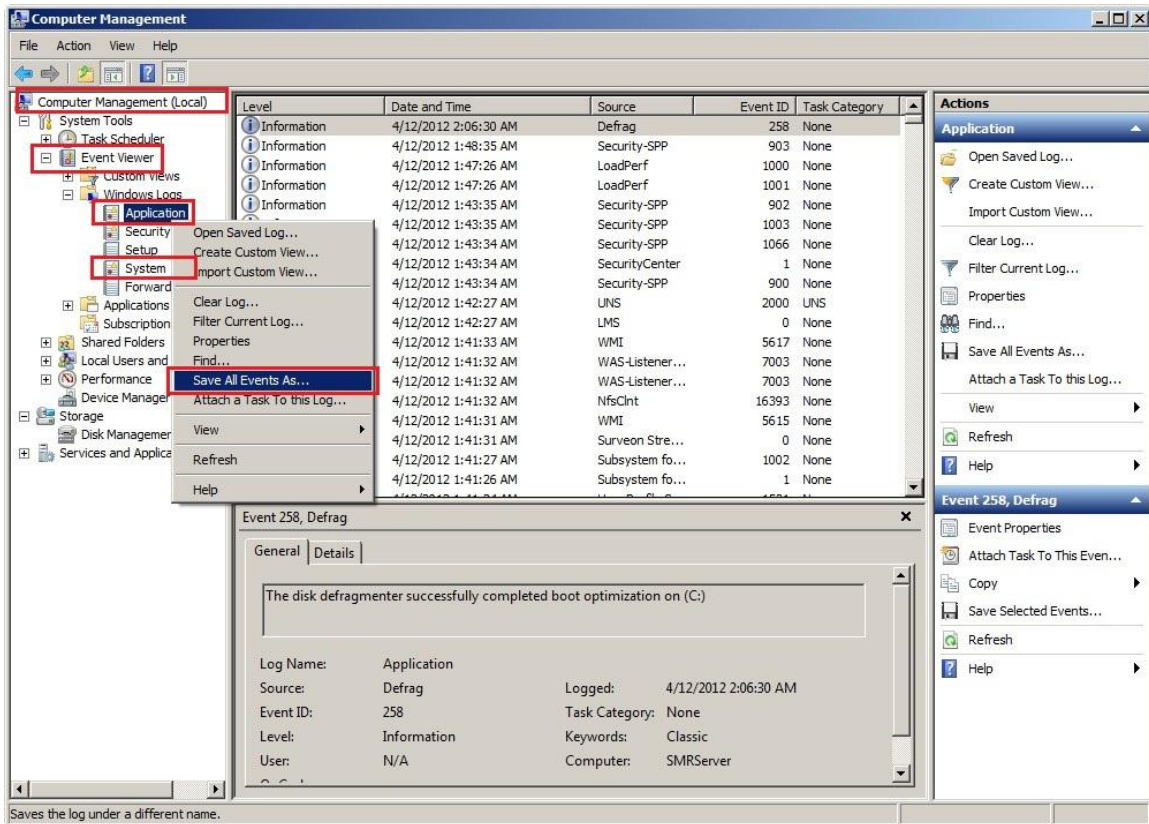 Computer Management
File Action View Help
Computer Management (Local)
System Tools
Task Scheduler
Event Viewer
Custom Views
Windows Logs
Application
Security
Setup
System
Forward
Applications
Subscription
Shared Folders
Local Users and
Performance
Device Manager
Storage
Disk Managemen
Services and Applica
Open Saved Log...
Create Custom View...
Import Custom View...
Clear Log...
Filter Current Log...
Properties
Find...
Save All Events As...
Attach a Task To this Log...
View
Refresh
Help
Level Date and Time Source Event ID Task Category
Information 4/12/2012 2:06:30 AM Defrag 258 None
Information 4/12/2012 1:48:35 AM Security-SPP 903 None
Information 4/12/2012 1:47:26 AM LoadPerf 1000 None
Information 4/12/2012 1:47:26 AM LoadPerf 1001 None
Information 4/12/2012 1:43:35 AM Security-SPP 902 None
4/12/2012 1:43:35 AM Security-SPP 1003 None
4/12/2012 1:43:34 AM Security-SPP 1066 None
4/12/2012 1:43:34 AM SecurityCenter 1 None
4/12/2012 1:43:34 AM Security-SPP 900 None
4/12/2012 1:42:27 AM UNS 2000 UNS
4/12/2012 1:42:27 AM LMS 0 None
4/12/2012 1:41:33 AM WMI 5617 None
4/12/2012 1:41:32 AM WAS-Listener... 7003 None
4/12/2012 1:41:32 AM WAS-Listener... 7003 None
4/12/2012 1:41:32 AM NfsClnt 16393 None
4/12/2012 1:41:31 AM WMI 5615 None
4/12/2012 1:41:31 AM Surveon Stre... 0 None
4/12/2012 1:41:27 AM Subsystem fo... 1002 None
4/12/2012 1:41:26 AM Subsystem fo... 1 None
Event 258, Defrag
General Details
The disk defragmenter successfully completed boot optimization on (C:)
Log Name: Application
Source: Defrag Logged: 4/12/2012 2:06:30 AM
Event ID: 258 Task Category: None
Level: Information Keywords: Classic
User: N/A Computer: SMRServer
Actions
Application
Open Saved Log...
Create Custom View...
Import Custom View...
Clear Log...
Filter Current Log...
Properties
Find...
Save All Events As...
Attach a Task To this Log...
View
Refresh
Help
Event 258, Defrag
Event Properties
Attach Task To This Even...
Copy
Save Selected Events...
Refresh
Help
Saves the log under a different name.